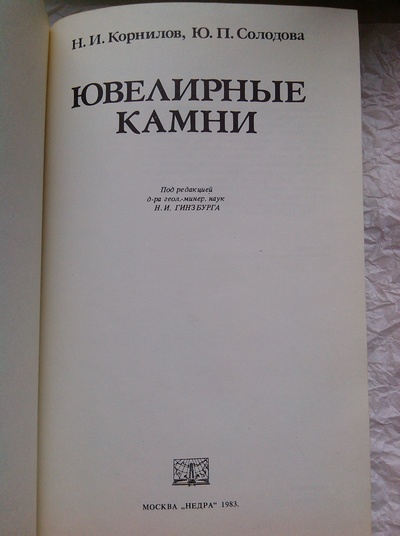 Н. И. Корнилов, Ю. П. Солодова
ЮВЕЛИРНЫЕ
КАМНИ
Под редакцией
д-ра геол.-минер. наук
Н. И. ГИНЗБУРГА
МОСКВА „НЕДРА" 1983.